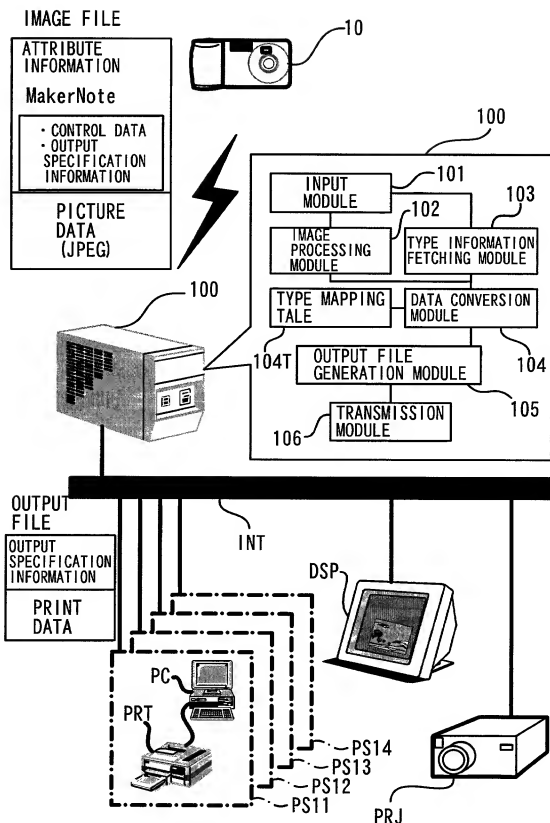 IMAGE FILE
ATTRIBUTE
INFORMATION
MakerNote
・CONTROL DATA
・OUTPUT
SPECIFICATION
INFORMATION
PICTURE
DATA
(JPEG)
10
100
INPUT
MODULE
101
102
103
IMAGE
PROCESSING
MODULE
TYPE INFORMATION
FETCHING MODULE
TYPE MAPPING
TALE
DATA CONVERSION
MODULE
104T
104
OUTPUT FILE
GENERATION MODULE
105
106
TRANSMISSION
MODULE
100
OUTPUT
FILE
OUTPUT
SPECIFICATION
INFORMATION
PRINT
DATA
INT
DSP
PC
PRT
PS14
PS13
PS12
PS11
PRJ